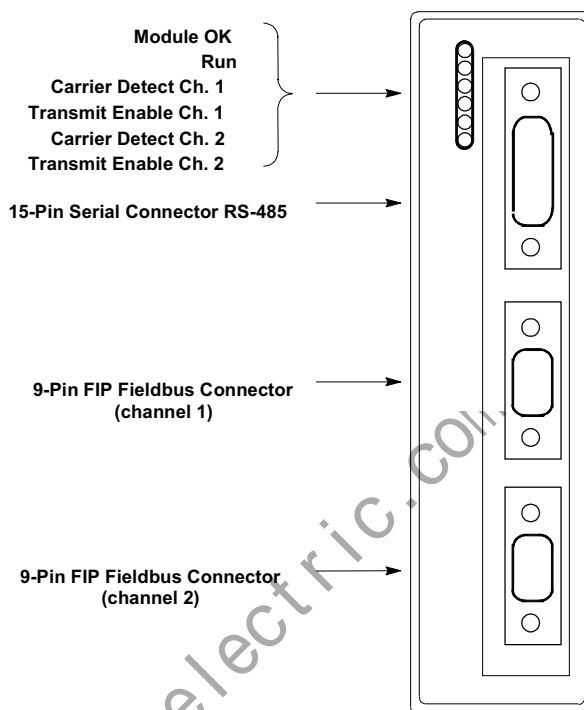 Module OK
Run
Carrier Detect Ch. 1
Transmit Enable Ch. 1
Carrier Detect Ch. 2
Transmit Enable Ch. 2
15-Pin Serial Connector RS-485
9-Pin FIP Fieldbus Connector
(channel 1)
9-Pin FIP Fieldbus Connector
(channel 2)
electric.com